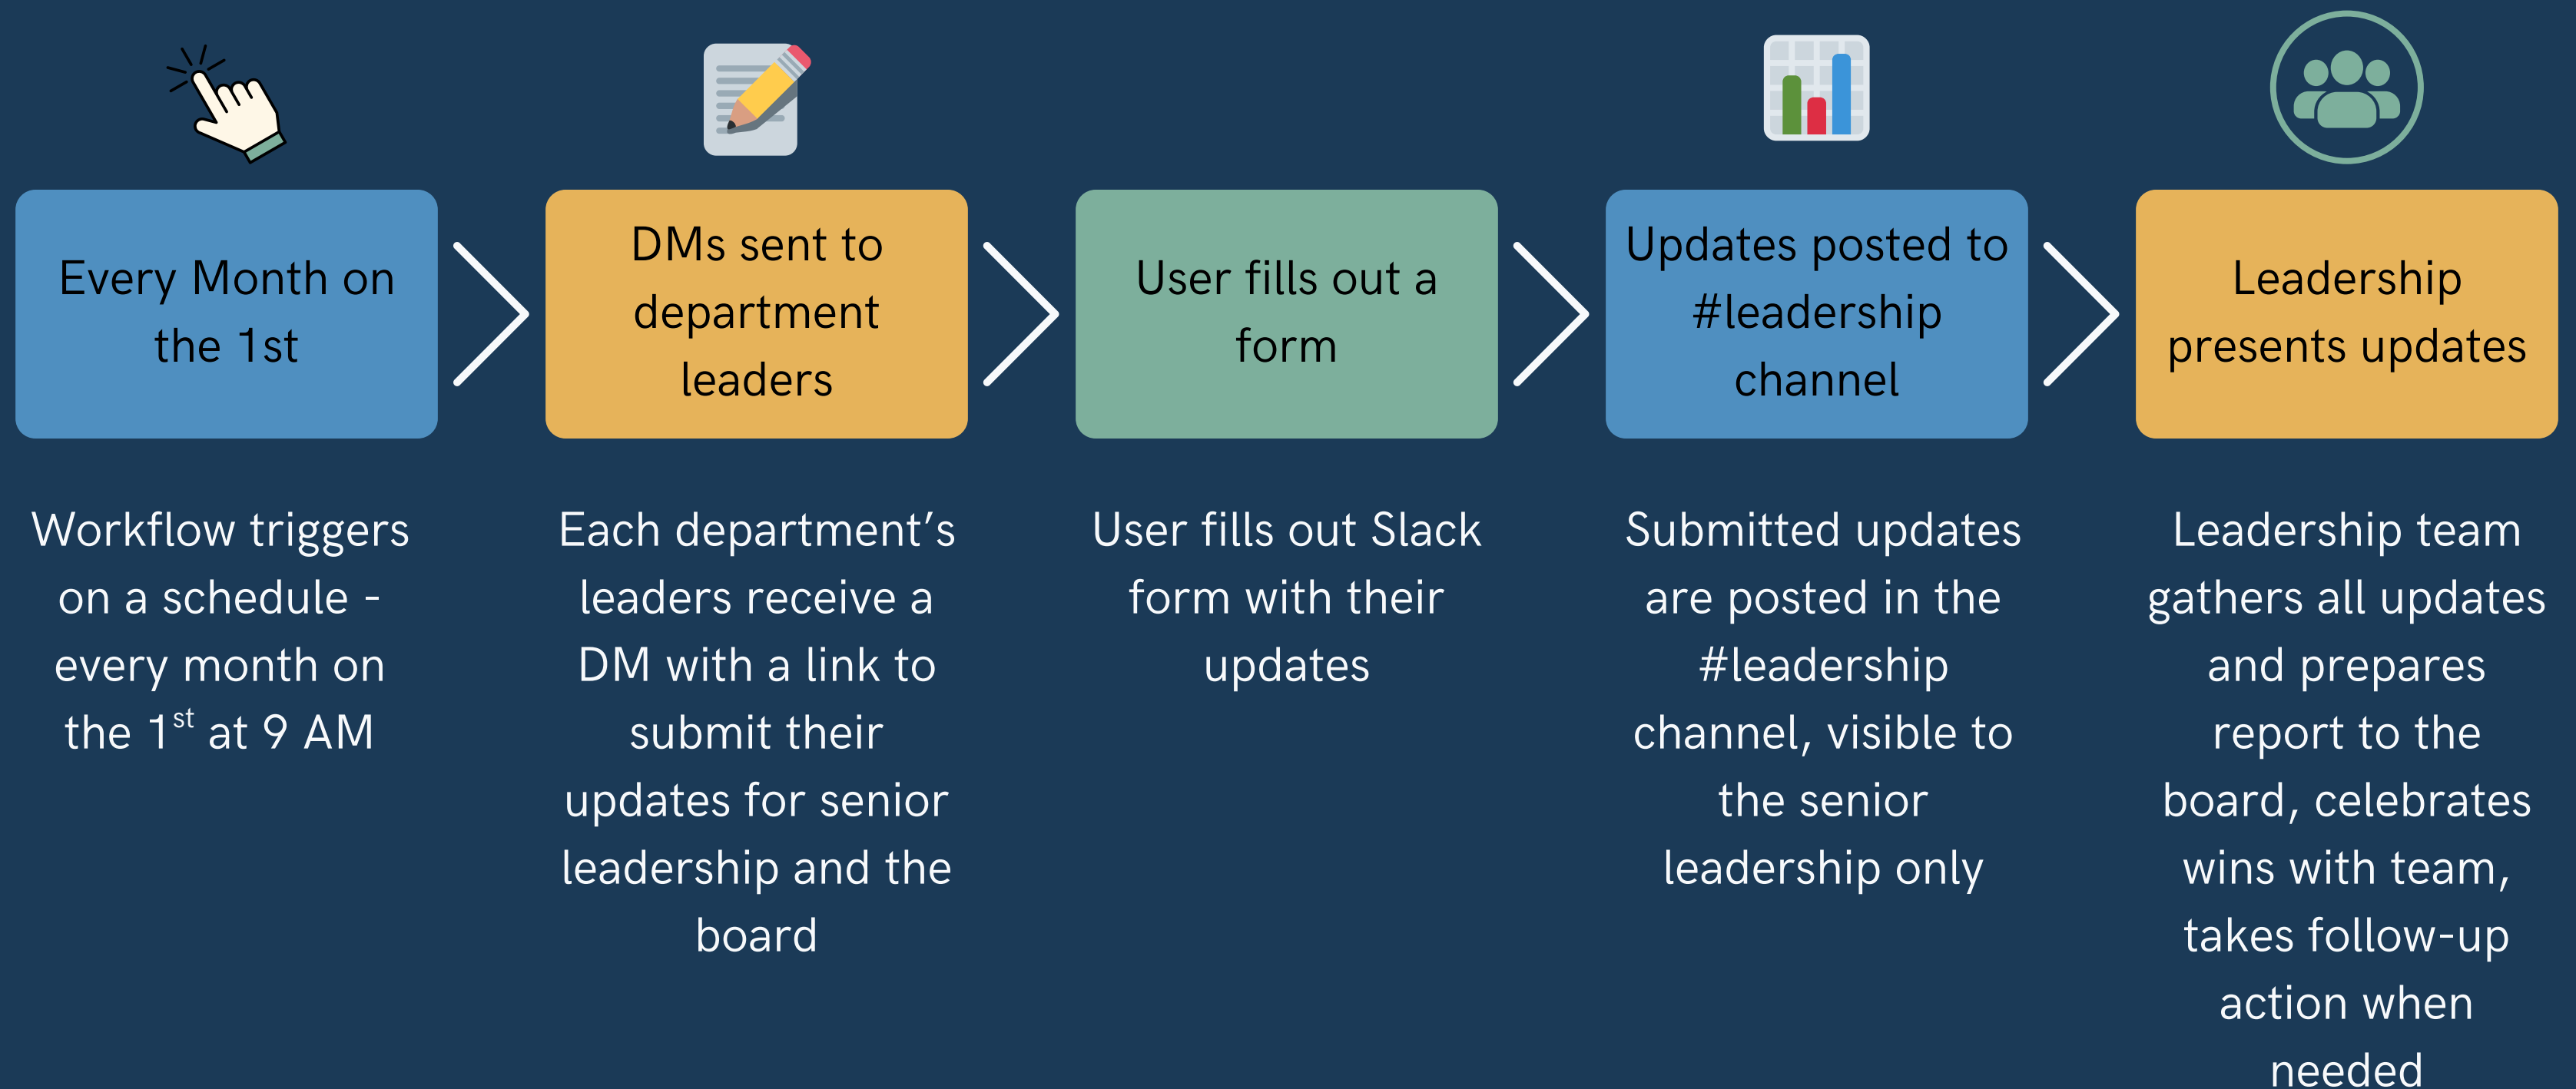 Every Month on
the 1st
DMs sent to
department
leaders
User fills out a
form
Updates posted to
#leadership
channel
Leadership
presents updates
Workflow triggers
on a schedule -
every month on
the 1st at 9 AM
Each department’s
leaders receive a
DM with a link to
submit their
updates for senior
leadership and the
board
User fills out Slack
form with their
updates
Submitted updates
are posted in the
#leadership
channel, visible to
the senior
leadership only
Leadership team
gathers all updates
and prepares
report to the
board, celebrates
wins with team,
takes follow-up
action when
needed